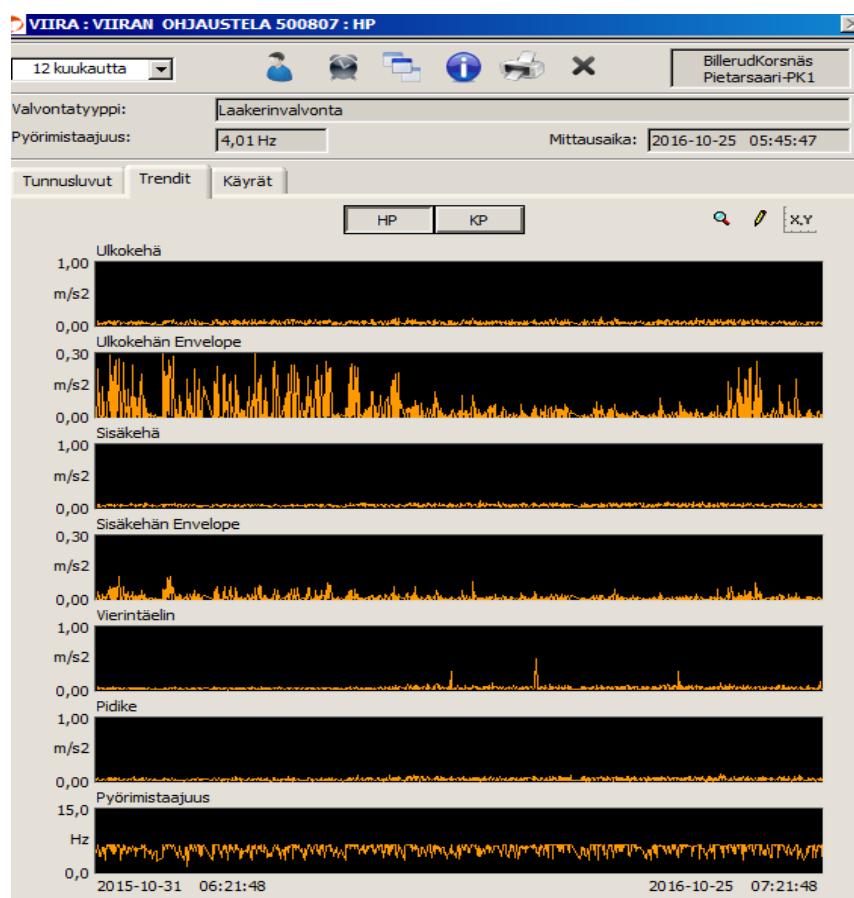 VIIRA : VIIRAN OHJAUSTELA 500807 : HP
12 kuukautta
BillerudKorsnäs
Pietarsaari-PK1
Valvontatyyppi: Laakerinvalvonta
Pyörimistaajuus: 4,01 Hz Mittausaika: 2016-10-25 05:45:47
Tunnusluvut Trendit Käyrät
HP KP X,Y
Ulkokehä
1,00
m/s2
0,00
Ulkokehän Envelope
0,30
m/s2
0,00
Sisäkehä
1,00
m/s2
0,00
Sisäkehän Envelope
0,30
m/s2
0,00
Vierintäelin
1,00
m/s2
0,00
Pidike
1,00
m/s2
0,00
Pyörimistaajuus
15,0
Hz
0,0
2015-10-31 06:21:48 2016-10-25 07:21:48